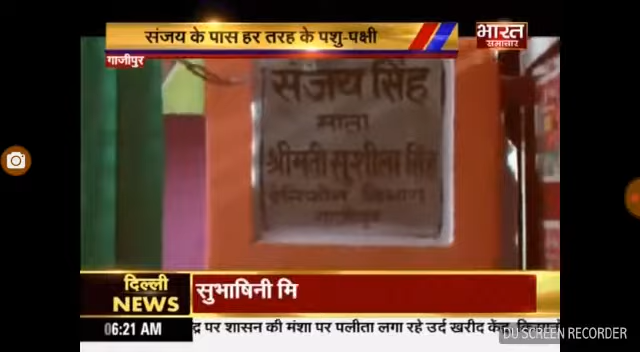 संजय के पास हर तरह के पशु-पक्षी
भारत
समाचार
गाजीपुर
संजय सिंह
माता
श्रीमती सुशीला सिंह
टेलिफोन विभाग
गाजीपुर
दिल्ली
NEWS
सुभाषिनी मि
06:21 AM
द्र पर शासन की मंशा पर पलीता लगा रहे उर्द खरीद केंद्र
DU SCREEN RECORDER